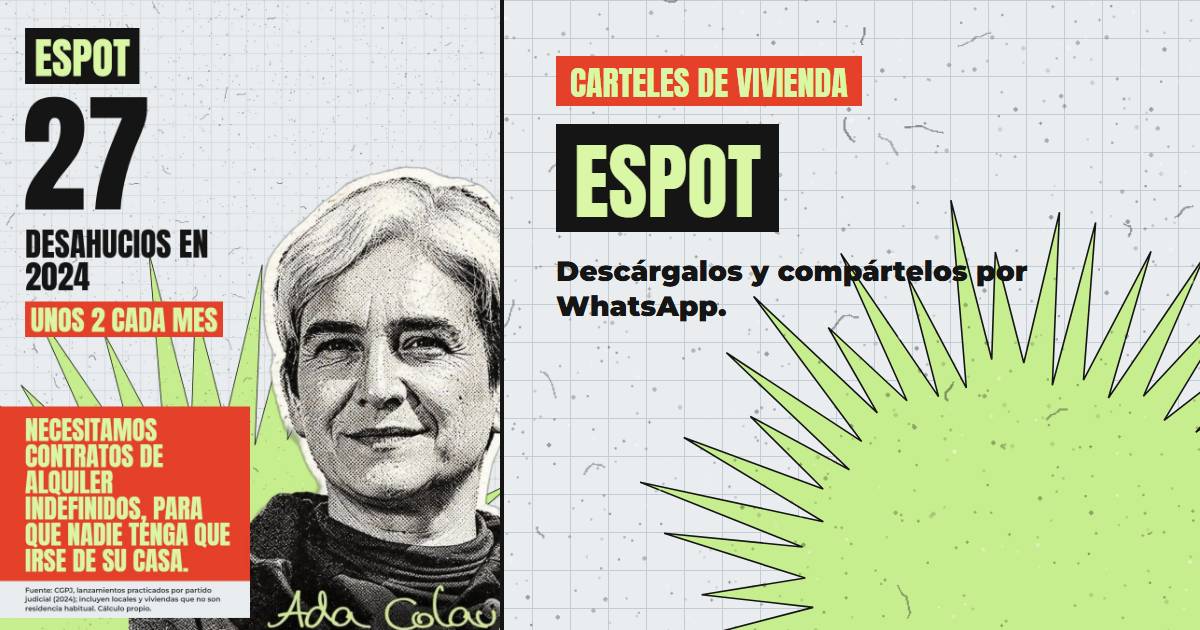 ESPOT
27
DESAHUCIOS EN
2024
UNOS 2 CADA MES
NECESITAMOS
CONTRATOS DE
ALQUILER
INDEFINIDOS, PARA
QUE NADIE TENGA QUE
IRSE DE SU CASA.
Fuente: CGPJ, lanzamientos practicados por partido
judicial (2024); incluyen locales y viviendas que no son
residencia habitual. Cálculo propio.
Ada Colau
CARTELES DE VIVIENDA
ESPOT
Descárgalos y compártelos por
WhatsApp.